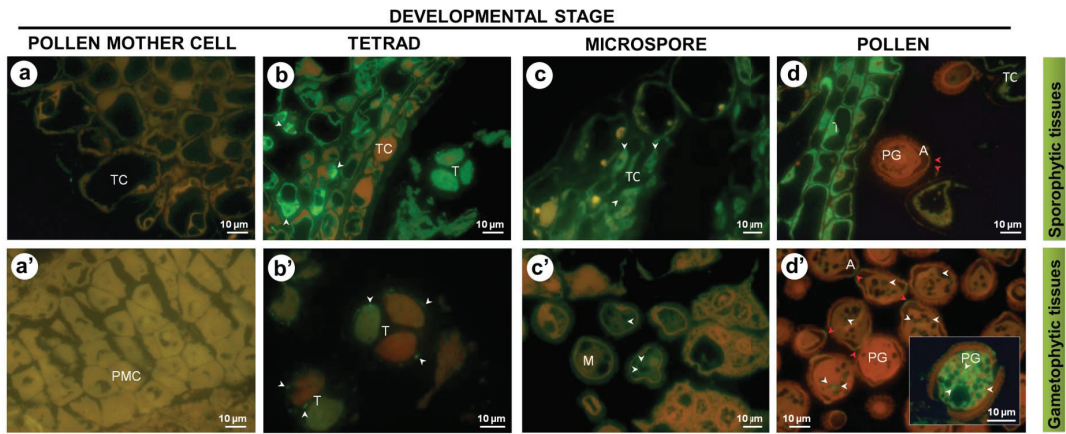 DEVELOPMENTAL STAGE
POLLEN MOTHER CELL TETRAD MICROSPORE POLLEN
a b c d
TC TC T TC PG A TC
10 µm 10 µm 10 µm 10 µm
Sporophytic tissues
a' b' c' d'
PMC T T M A PG PG
10 µm 10 µm 10 µm 10 µm 10 µm
Gametophytic tissues